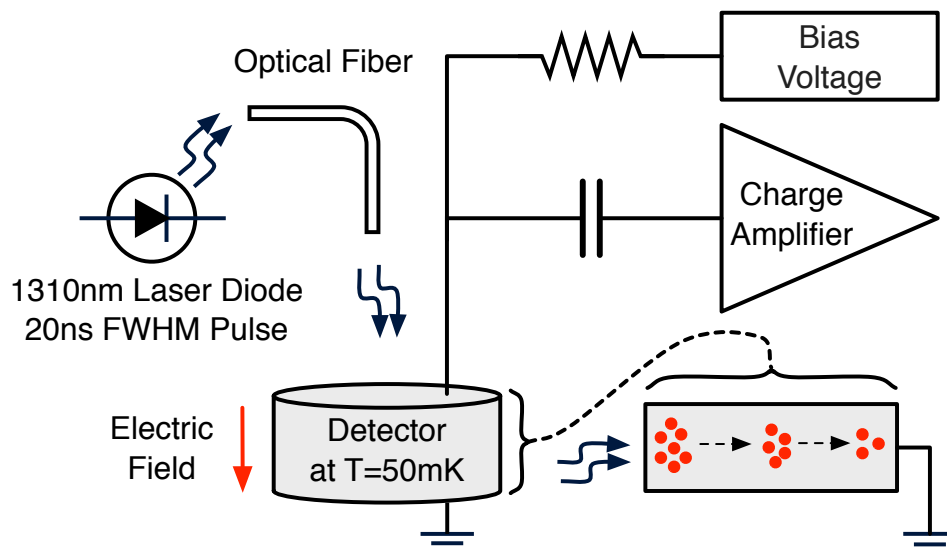 Optical Fiber
Bias
Voltage
Charge
Amplifier
1310nm Laser Diode
20ns FWHM Pulse
Electric
Field
Detector
at T=50mK